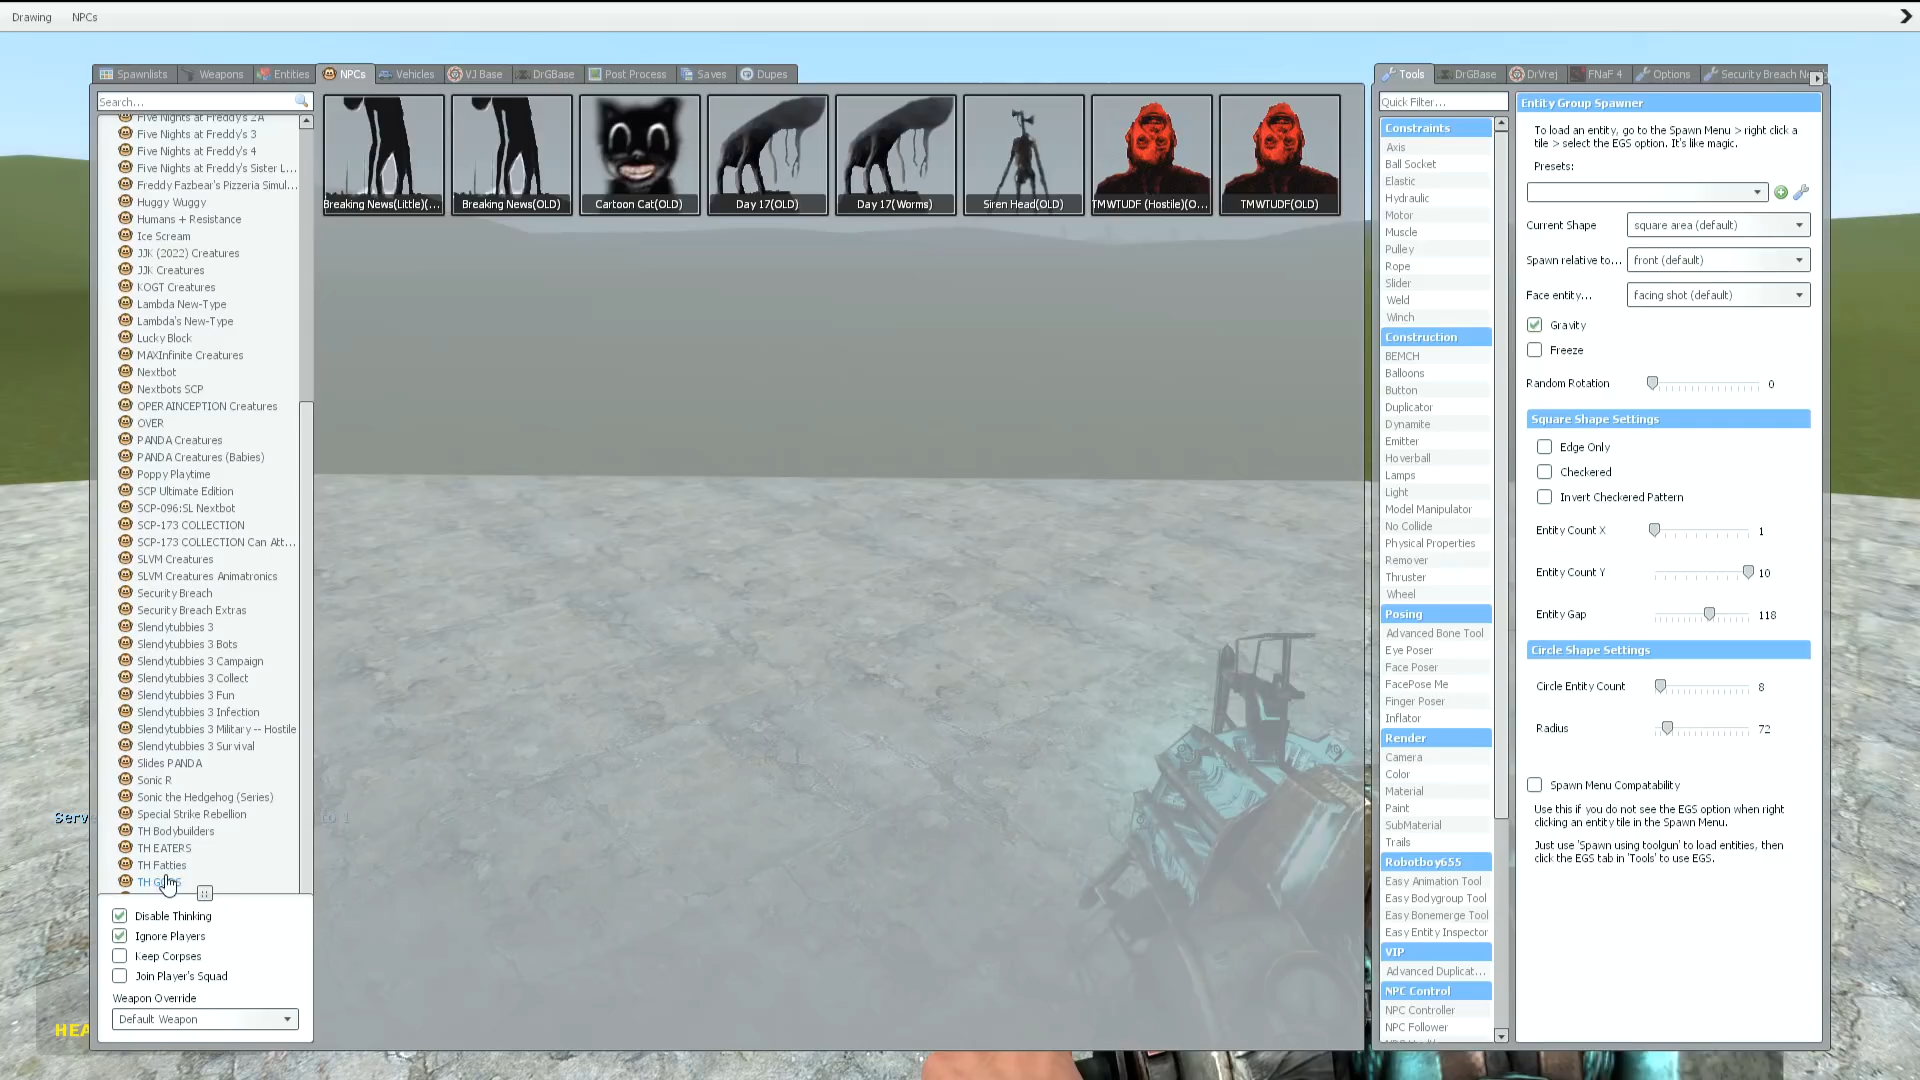 Drawing NPCs
Spawnlists Weapons Entities NPCs Vehicles VJ Base DrGBase Post Process Saves Dupes
Search...
Five Nights at Freddy's 2A
Five Nights at Freddy's 3
Five Nights at Freddy's 4
Five Nights at Freddy's Sister L...
Freddy Fazbear's Pizzeria Simul...
Huggy Wuggy
Humans + Resistance
Ice Scream
JJK (2022) Creatures
JJK Creatures
KOGT Creatures
Lambda New-Type
Lambda's New-Type
Lucky Block
MAXInfinite Creatures
Nextbot
Nextbots SCP
OPERAINCEPTION Creatures
OVER
PANDA Creatures
PANDA Creatures (Babies)
Poppy Playtime
SCP Ultimate Edition
SCP-096:SL Nextbot
SCP-173 COLLECTION
SCP-173 COLLECTION Can Att...
SLVM Creatures
SLVM Creatures Animatronics
Security Breach
Security Breach Extras
Slendytubbies 3
Slendytubbies 3 Bots
Slendytubbies 3 Campaign
Slendytubbies 3 Collect
Slendytubbies 3 Fun
Slendytubbies 3 Infection
Slendytubbies 3 Military -- Hostile
Slendytubbies 3 Survival
Slides PANDA
Sonic R
Sonic the Hedgehog (Series)
Special Strike Rebellion
TH Bodybuilders
TH EATERS
TH Fatties
Disable Thinking
Ignore Players
Keep Corpses
Join Player's Squad
Weapon Override
Default Weapon
Breaking News(Little)(...
Breaking News(OLD)
Cartoon Cat(OLD)
Day 17(OLD)
Day 17(Worms)
Siren Head(OLD)
TMWTUDF (Hostile)(O...
TMWTUDF(OLD)
Tools DrGBase DrVrej FNaF 4 Options Security Breach
Quick Filter...
Constraints
Axis
Ball Socket
Elastic
Hydraulic
Motor
Muscle
Pulley
Rope
Slider
Weld
Winch
Construction
BEMCH
Balloons
Button
Duplicator
Dynamite
Emitter
Hoverball
Lamps
Light
Model Manipulator
No Collide
Physical Properties
Remover
Thruster
Wheel
Posing
Advanced Bone Tool
Eye Poser
Face Poser
FacePose Me
Finger Poser
Inflator
Render
Camera
Color
Material
Paint
SubMaterial
Trails
Robotboy655
Easy Animation Tool
Easy Bodygroup Tool
Easy Bonemerge Tool
Easy Entity Inspector
VIP
Advanced Duplicat...
NPC Control
NPC Controller
NPC Follower
Entity Group Spawner
To load an entity, go to the Spawn Menu > right click a
tile > select the EGS option. It's like magic.
Presets:
Current Shape square area (default)
Spawn relative to... front (default)
Face entity... facing shot (default)
Gravity
Freeze
Random Rotation 0
Square Shape Settings
Edge Only
Checkered
Invert Checkered Pattern
Entity Count X 1
Entity Count Y 10
Entity Gap 118
Circle Shape Settings
Circle Entity Count 8
Radius 72
Spawn Menu Compatability
Use this if you do not see the EGS option when right
clicking an entity tile in the Spawn Menu.
Just use 'Spawn using toolgun' to load entities, then
click the EGS tab in 'Tools' to use EGS.
Serv
to 1
HEA